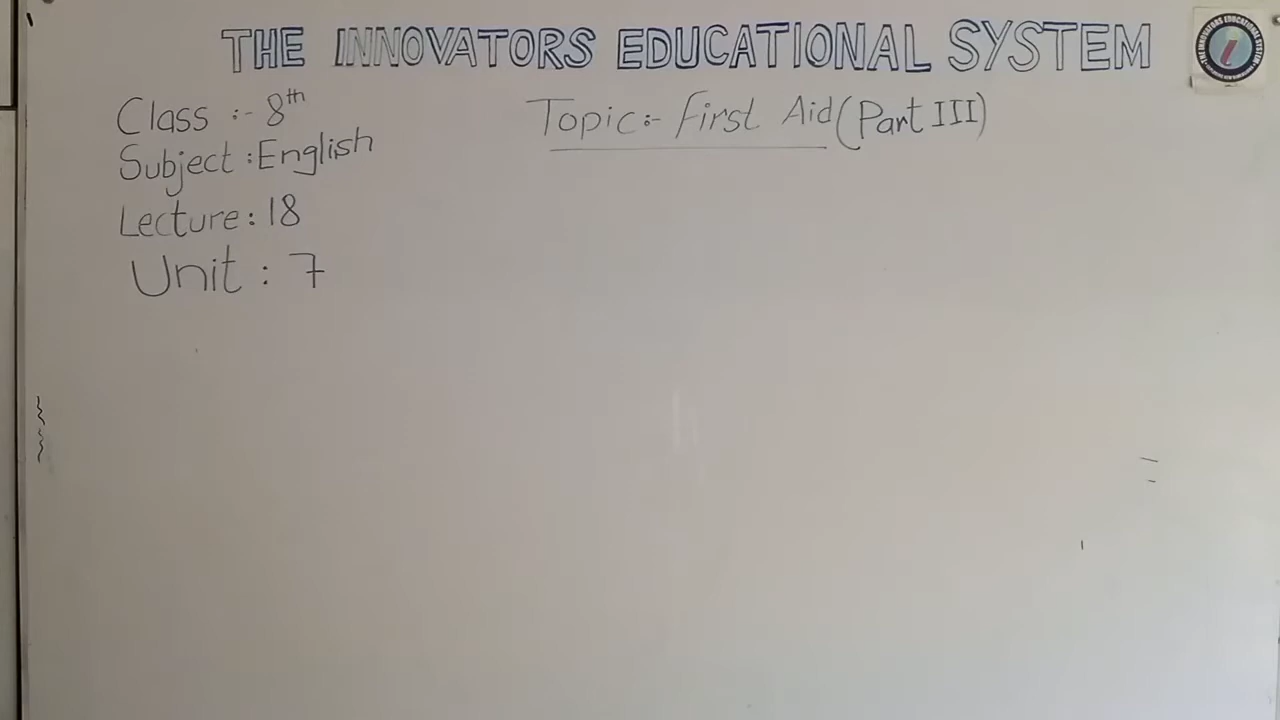 THE INNOVATORS EDUCATIONAL SYSTEM
Class :- 8th
Topic:- First Aid (Part III)
Subject : English
Lecture : 18
Unit : 7